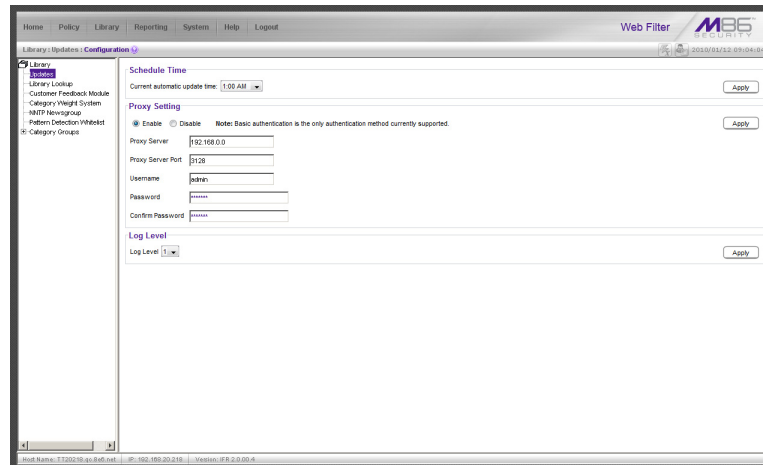 Home Policy Library Reporting System Help Logout
Web Filter
M86
SECURITY
Library : Updates : Configuration
2010/01/12 09:04:0
Library
Updates
Library Lookup
Customer Feedback Module
Category Weight System
NNTP Newsgroup
Pattern Detection Whitelist
Category Groups
Schedule Time
Current automatic update time: 1:00 AM
Apply
Proxy Setting
Enable Disable Note: Basic authentication is the only authentication method currently supported.
Apply
Proxy Server 192.168.0.0
Proxy Server Port 3128
Username admin
Password *******
Confirm Password *******
Log Level
Log Level 1
Apply
Host Name: TT20218.qc.8e6.net IP: 192.168.20.218 Version: IFR 2.0.00.4